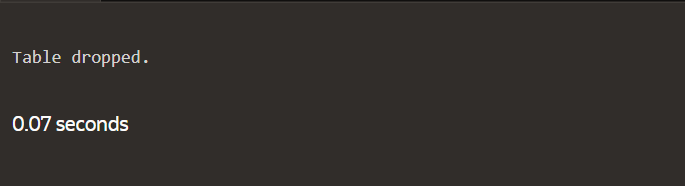 Table dropped.
0.07 seconds